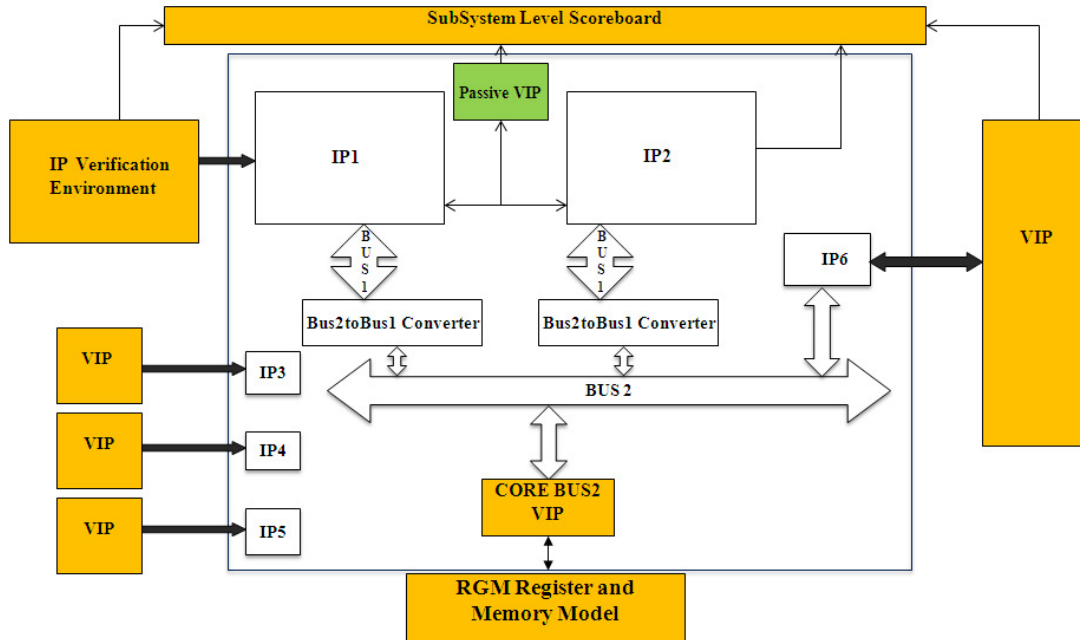 SubSystem Level Scoreboard
Passive VIP
IP1
IP2
IP Verification
Environment
VIP
B
U
S
1
B
U
S
1
IP6
Bus2toBus1 Converter
Bus2toBus1 Converter
VIP
IP3
BUS 2
VIP
IP4
CORE BUS2
VIP
VIP
IP5
RGM Register and
Memory Model